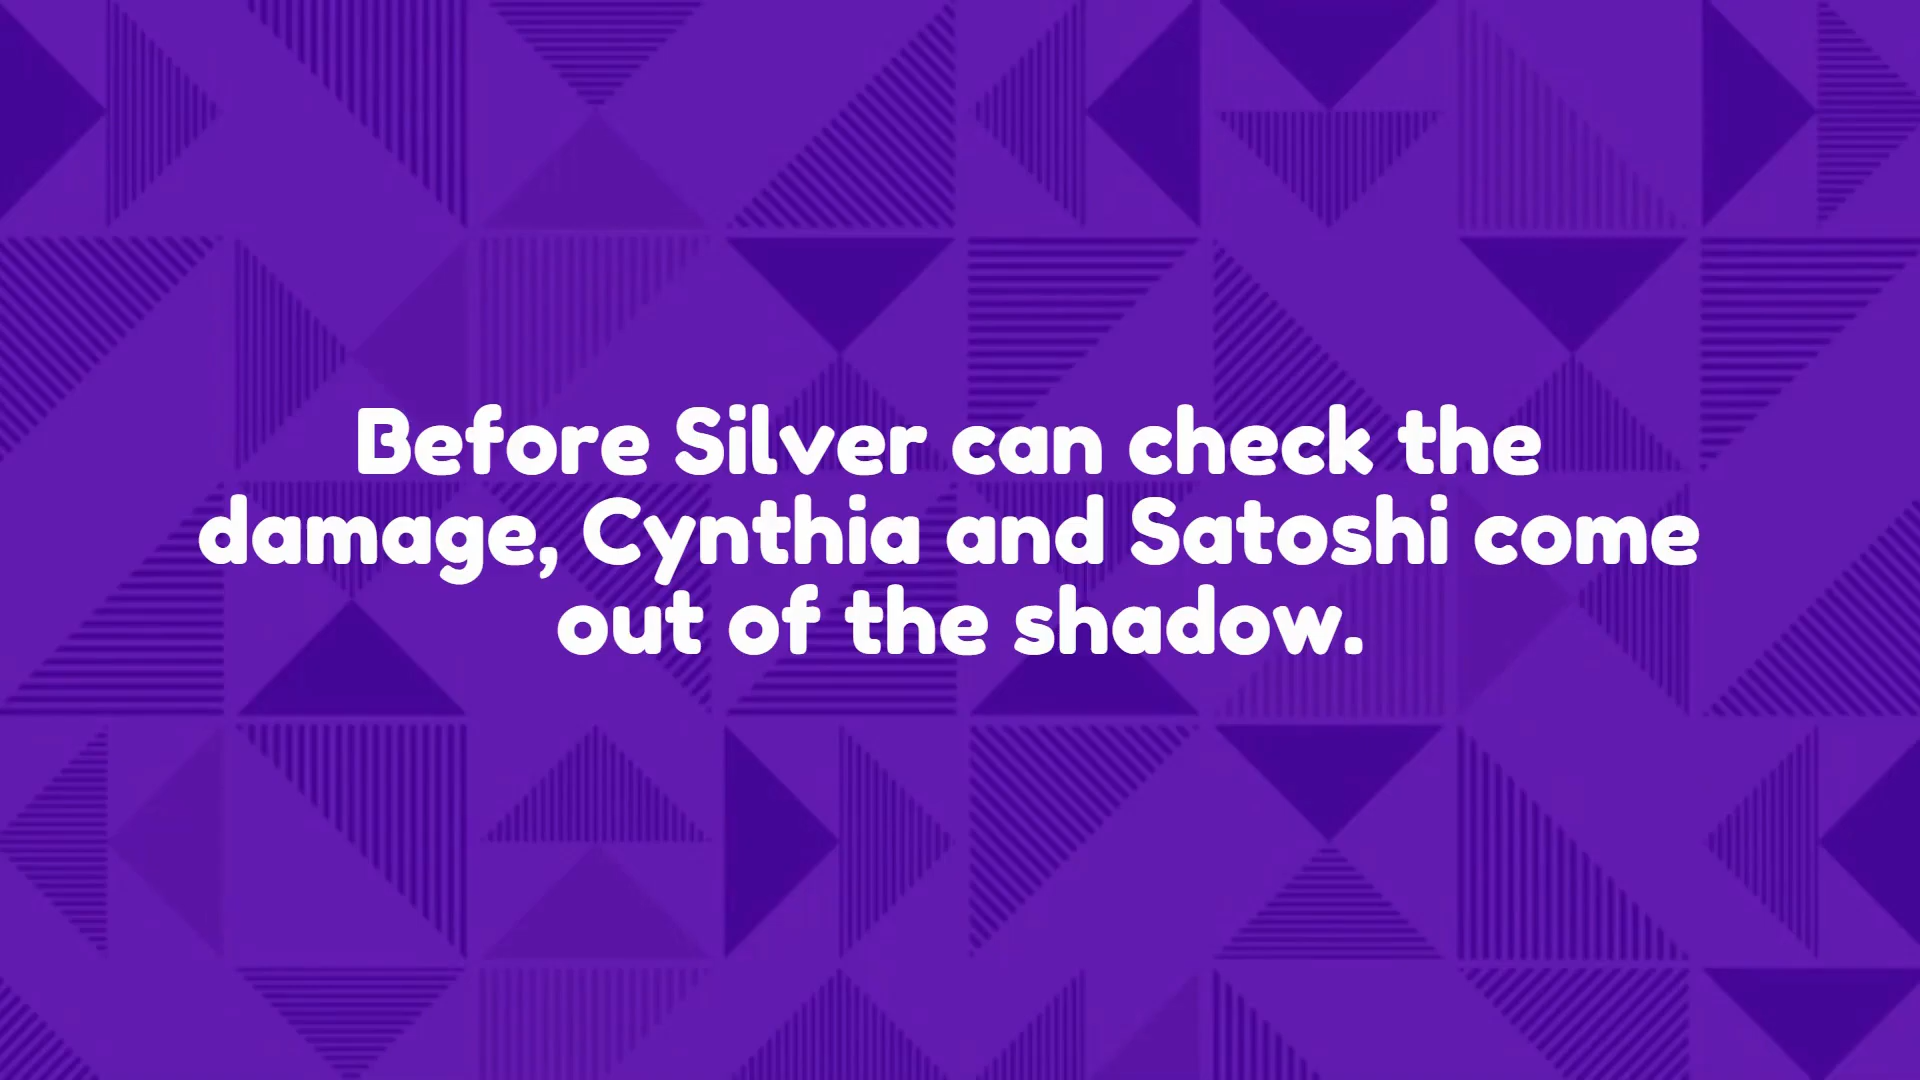 Before Silver can check the
damage, Cynthia and Satoshi come
out of the shadow.